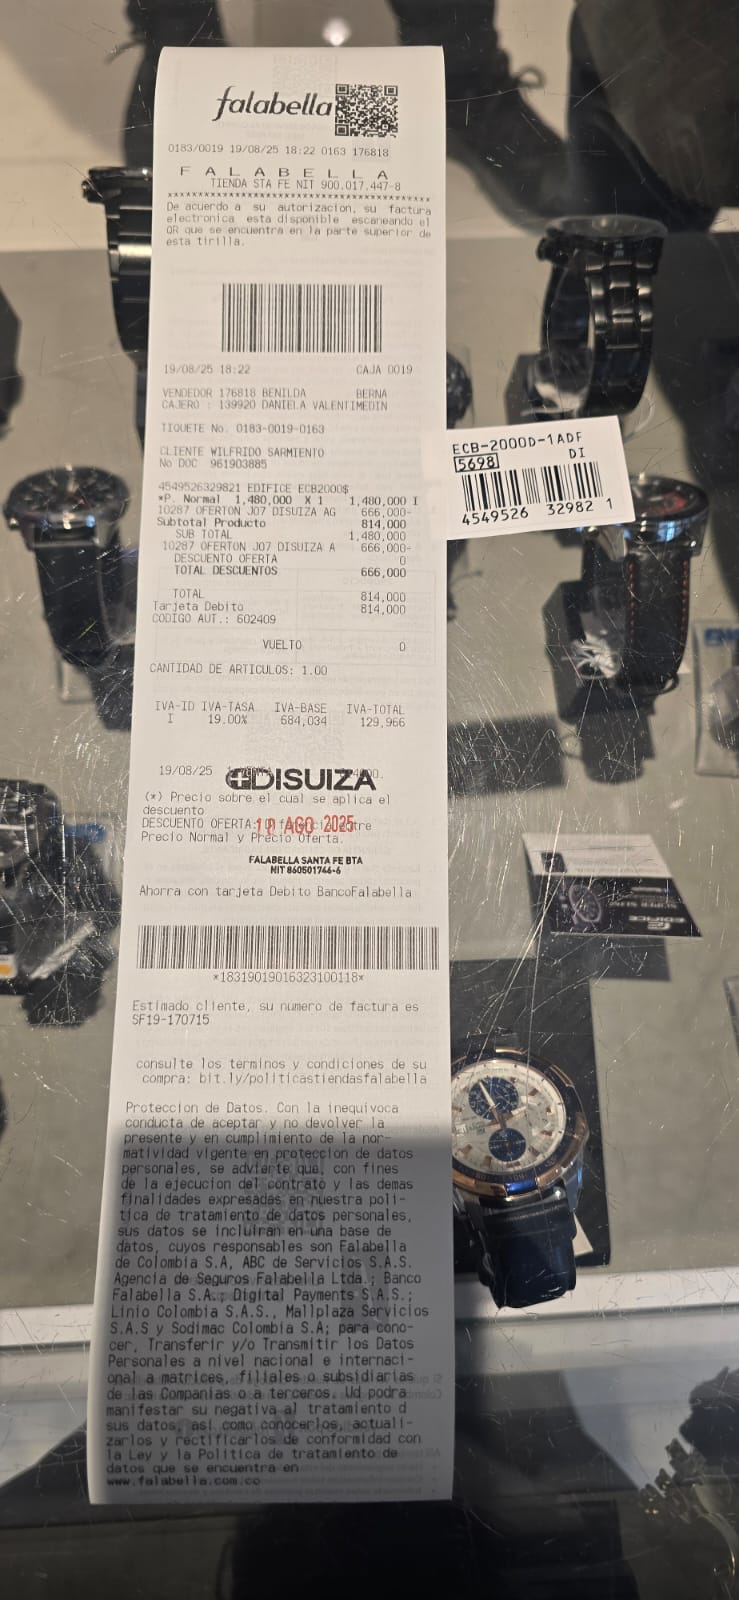 falabella
0183/0019 19/08/25 18:22 0163 176818
F A L A B E L L A
TIENDA STA FE NIT 900.017.447-8
****************************************
De acuerdo a su autorizacion, su factura
electronica esta disponible escaneando el
QR que se encuentra en la parte superior de
esta tirilla.
19/08/25 18:22 CAJA 0019
VENDEDOR 176818 BENILDA BERNA
CAJERO : 139920 DANIELA VALENTIMEDIN
TIQUETE No. 0183-0019-0163
CLIENTE WILFRIDO SARMIENTO
No DOC 961903885
4549526329821 EDIFICE ECB2000$
*P. Normal 1,480,000 X 1 1,480,000 I
10287 OFERTON J07 DISUIZA AG 666,000-
Subtotal Producto 814,000
SUB TOTAL 1,480,000
10287 OFERTON J07 DISUIZA A 666,000-
DESCUENTO OFERTA 0
TOTAL DESCUENTOS 666,000
TOTAL 814,000
Tarjeta Debito 814,000
CODIGO AUT.: 602409
VUELTO 0
CANTIDAD DE ARTICULOS: 1.00
IVA-ID IVA-TASA IVA-BASE IVA-TOTAL
I 19.00% 684,034 129,966
19/08/25
DISUIZA
(*) Precio sobre el cual se aplica el
descuento
DESCUENTO OFERTA:
AGO 2025
Precio Normal y Precio Oferta.
FALABELLA SANTA FE BTA
NIT 860501746-6
Ahorra con tarjeta Debito BancoFalabella
*18319019016323100118*
Estimado cliente, su numero de factura es
SF19-170715
consulte los terminos y condiciones de su
compra: bit.ly/politicastiendasfalabella
Proteccion de Datos. Con la inequivoca
conducta de aceptar y no devolver la
presente y en cumplimiento de la nor-
matividad vigente en proteccion de datos
personales, se advierte que, con fines
de la ejecucion del contrato y las demas
finalidades expresadas en nuestra poli-
tica de tratamiento de datos personales,
sus datos se incluiran en una base de
datos, cuyos responsables son Falabella
de Colombia S.A, ABC de Servicios S.A.S.
Agencia de Seguros Falabella Ltda.; Banco
Falabella S.A.; Digital Payments S.A.S.;
Linio Colombia S.A.S., Mallplaza Servicios
S.A.S y Sodimac Colombia S.A; para cono-
cer, Transferir y/o Transmitir los Datos
Personales a nivel nacional e internaci-
onal a matrices, filiales o subsidiarias
de las Companias o a terceros. Ud podra
manifestar su negativa al tratamiento d
sus datos, asi como conocerlos, actuali-
zarlos y rectificarlos de conformidad con
la Ley y la Politica de tratamiento de
datos que se encuentra en
www.falabella.com.co
ECB-2000D-1ADF
5698 DI
4549526 32982 1
EDIFICE